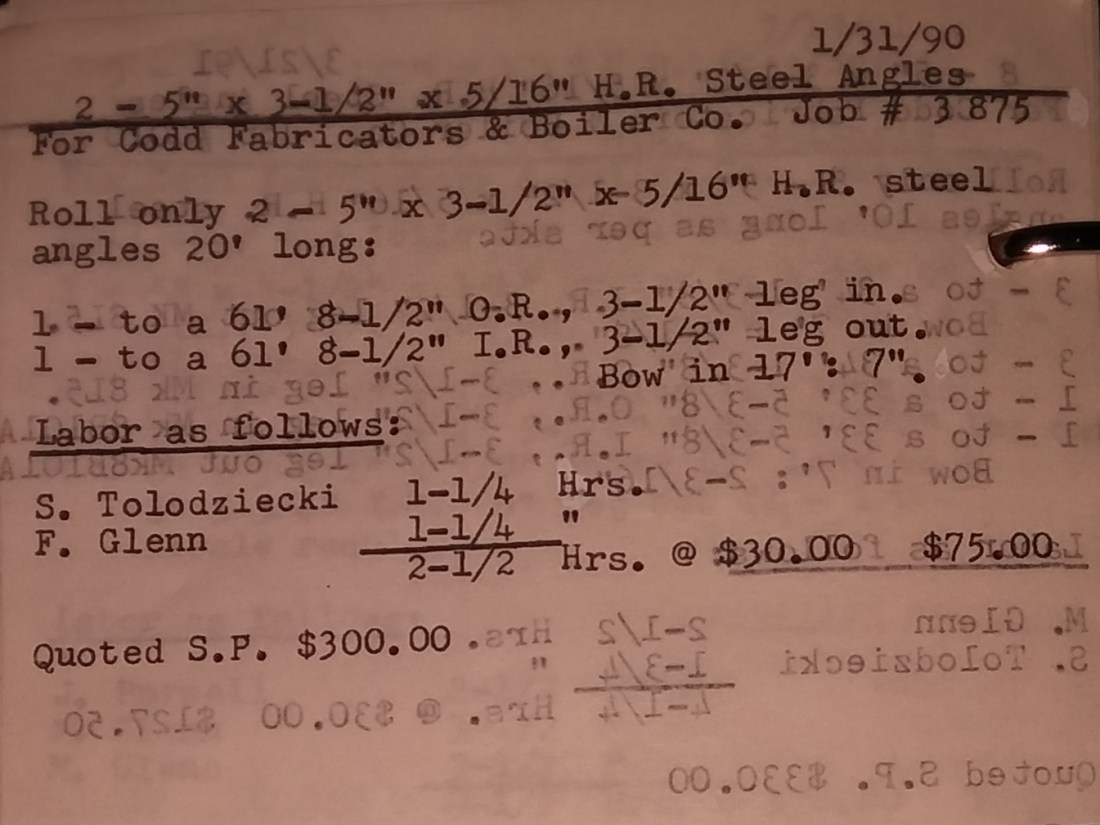 1/31/90
2 - 5" x 3-1/2" x 5/16" H.R. Steel Angles
For Codd Fabricators & Boiler Co. Job # 3875
Roll only 2 - 5" x 3-1/2" x 5/16" H.R. steel
angles 20' long:
1 - to a 61' 8-1/2" O.R., 3-1/2" leg in.
1 - to a 61' 8-1/2" I.R., 3-1/2" leg out.
Bow in 17': 7".
Labor as follows:
S. Tolodziecki 1-1/4 Hrs.
F. Glenn 1-1/4 "
2-1/2 Hrs. @ $30.00 $75.00
Quoted S.P. $300.00